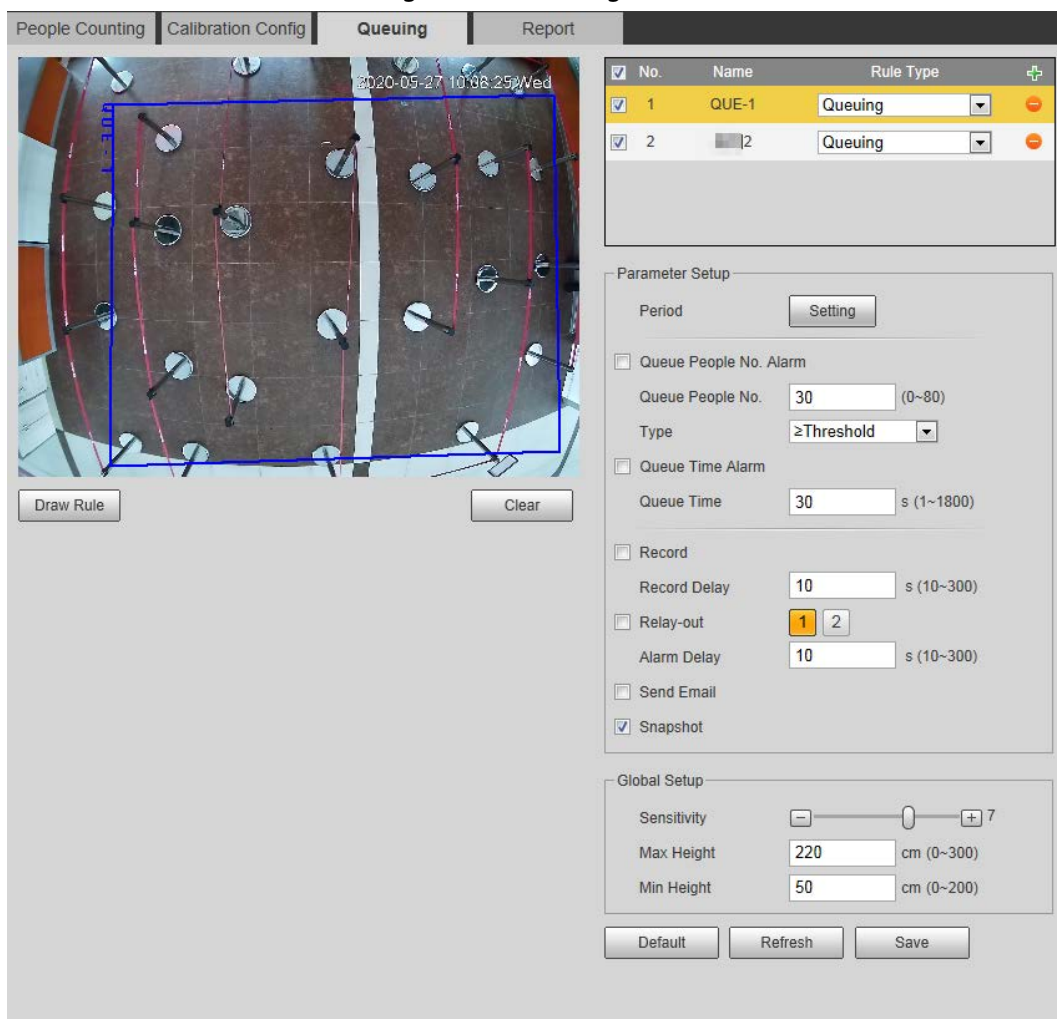 People Counting Calibration Config Queuing Report
2020-05-27 10:08:25 Wed
QUE-1
No. Name Rule Type
1 QUE-1 Queuing
2 2 Queuing
Draw Rule Clear
Parameter Setup
Period Setting
Queue People No. Alarm
Queue People No. 30 (0~80)
Type ≥Threshold
Queue Time Alarm
Queue Time 30 s (1~1800)
Record
Record Delay 10 s (10~300)
Relay-out 1 2
Alarm Delay 10 s (10~300)
Send Email
Snapshot
Global Setup
Sensitivity 7
Max Height 220 cm (0~300)
Min Height 50 cm (0~200)
Default Refresh Save